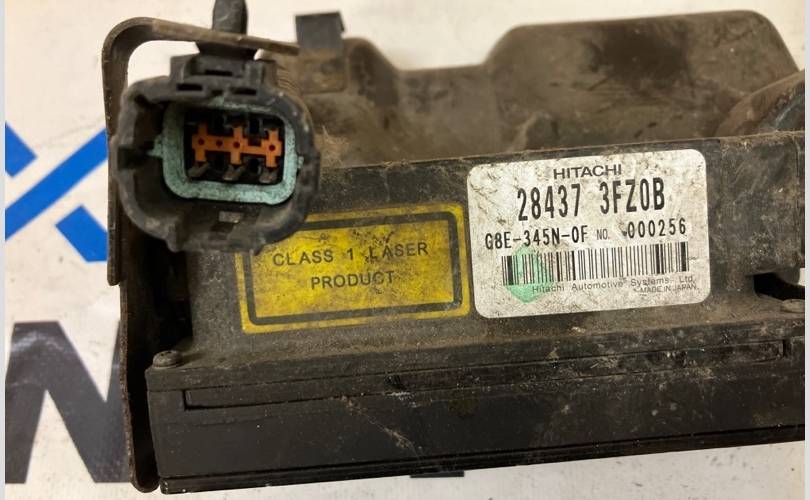 CLASS 1 LASER
PRODUCT
HITACHI
28437 3FZ0B
G8E-345N-0F NO. 000256
Hitachi Automotive Systems, Ltd.
MADE IN JAPAN